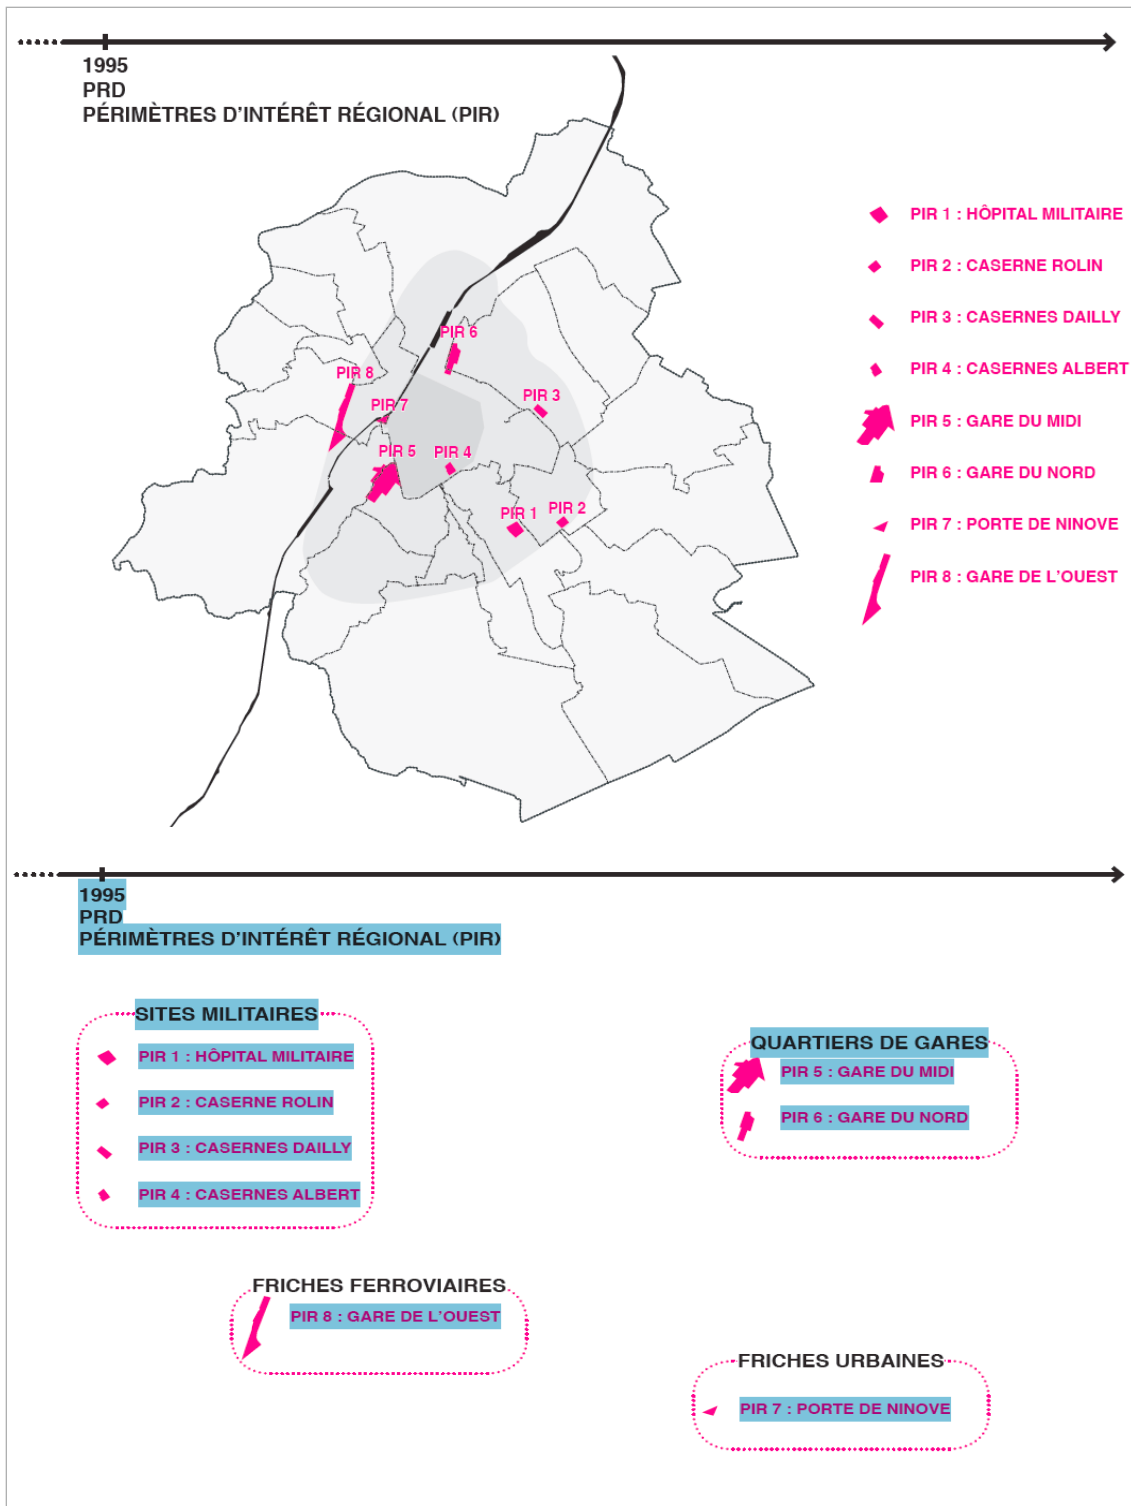 1995
PRD
PÉRIMÈTRES D'INTÉRÊT RÉGIONAL (PIR)
PIR 1 : HÔPITAL MILITAIRE
PIR 2 : CASERNE ROLIN
PIR 3 : CASERNES DAILLY
PIR 4 : CASERNES ALBERT
PIR 5 : GARE DU MIDI
PIR 6 : GARE DU NORD
PIR 7 : PORTE DE NINOVE
PIR 8 : GARE DE L'OUEST
PIR 6
PIR 8
PIR 3
PIR 7
PIR 5
PIR 4
PIR 1
PIR 2
1995
PRD
PÉRIMÈTRES D'INTÉRÊT RÉGIONAL (PIR)
SITES MILITAIRES
PIR 1 : HÔPITAL MILITAIRE
PIR 2 : CASERNE ROLIN
PIR 3 : CASERNES DAILLY
PIR 4 : CASERNES ALBERT
QUARTIERS DE GARES
PIR 5 : GARE DU MIDI
PIR 6 : GARE DU NORD
FRICHES FERROVIAIRES
PIR 8 : GARE DE L'OUEST
FRICHES URBAINES
PIR 7 : PORTE DE NINOVE